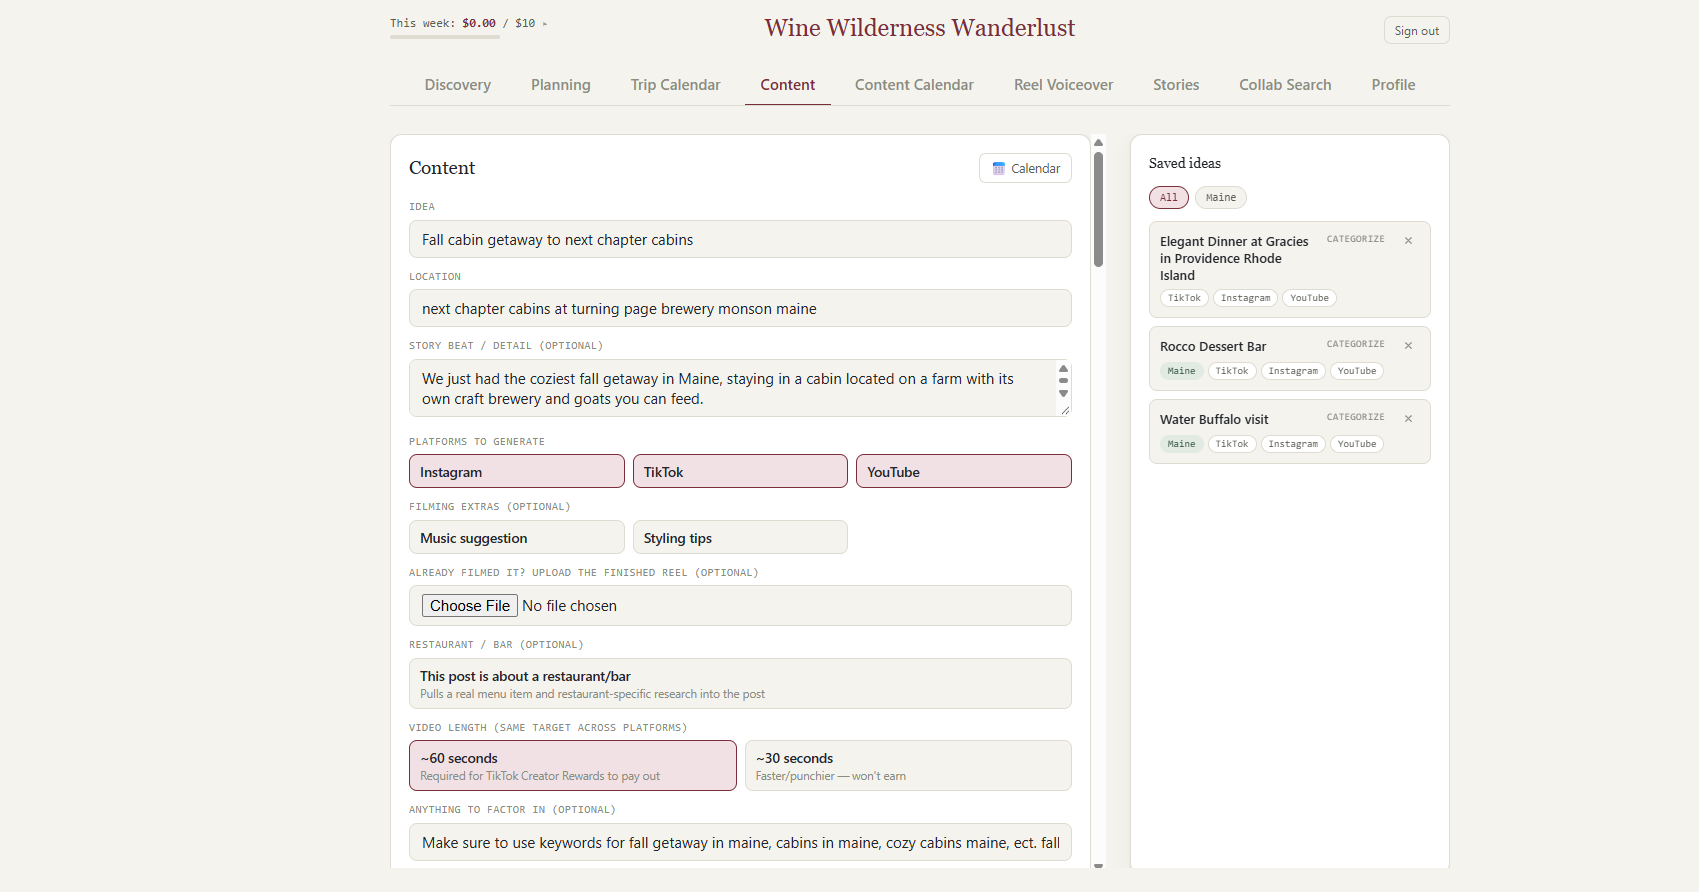 This week: $0.00 / $10 ▸
Wine Wilderness Wanderlust
Sign out
Discovery
Planning
Trip Calendar
Content
Content Calendar
Reel Voiceover
Stories
Collab Search
Profile
Content
Calendar
IDEA
Fall cabin getaway to next chapter cabins
LOCATION
next chapter cabins at turning page brewery monson maine
STORY BEAT / DETAIL (OPTIONAL)
We just had the coziest fall getaway in Maine, staying in a cabin located on a farm with its
own craft brewery and goats you can feed.
PLATFORMS TO GENERATE
Instagram
TikTok
YouTube
FILMING EXTRAS (OPTIONAL)
Music suggestion
Styling tips
ALREADY FILMED IT? UPLOAD THE FINISHED REEL (OPTIONAL)
Choose File No file chosen
RESTAURANT / BAR (OPTIONAL)
This post is about a restaurant/bar
Pulls a real menu item and restaurant-specific research into the post
VIDEO LENGTH (SAME TARGET ACROSS PLATFORMS)
~60 seconds
Required for TikTok Creator Rewards to pay out
~30 seconds
Faster/punchier — won't earn
ANYTHING TO FACTOR IN (OPTIONAL)
Make sure to use keywords for fall getaway in maine, cabins in maine, cozy cabins maine, ect. fall
Saved ideas
All
Maine
Elegant Dinner at Gracies
in Providence Rhode
Island
CATEGORIZE ×
TikTok
Instagram
YouTube
Rocco Dessert Bar
CATEGORIZE ×
Maine
TikTok
Instagram
YouTube
Water Buffalo visit
CATEGORIZE ×
Maine
TikTok
Instagram
YouTube